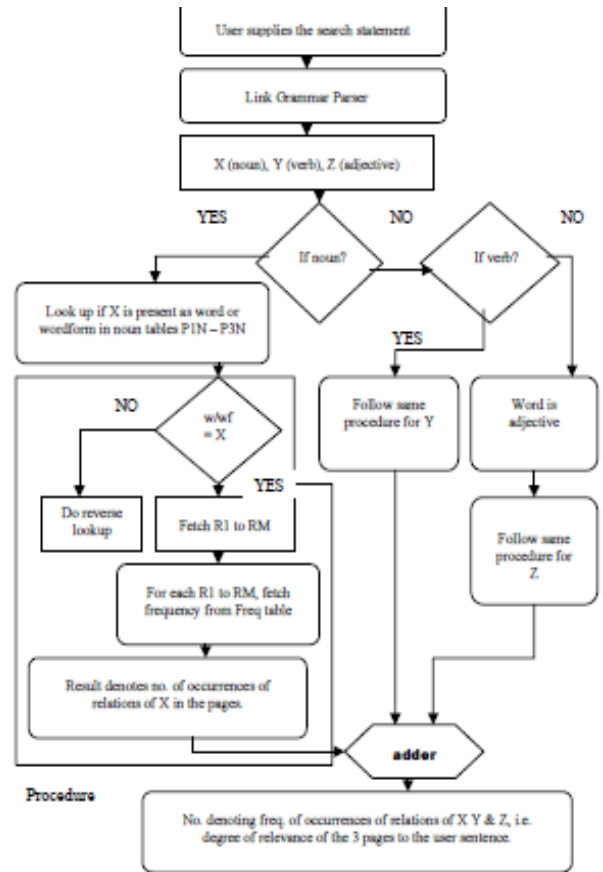 User supplies the search statement
Link Grammar Parser
X (noun), Y (verb), Z (adjective)
YES
NO
NO
If noun?
If verb?
Look up if X is present as word or
wordform in noun tables P1N – P3N
YES
NO
w/wf
= X
Follow same
procedure for Y
Word is
adjective
YES
Do reverse
lookup
Fetch R1 to RM
Follow same
procedure for
Z
For each R1 to RM, fetch
frequency from Freq table
Result denotes no. of occurrences of
relations of X in the pages.
adder
Procedure
No. denoting freq. of occurrences of relations of X Y & Z, i.e.
degree of relevance of the 3 pages to the user sentence.